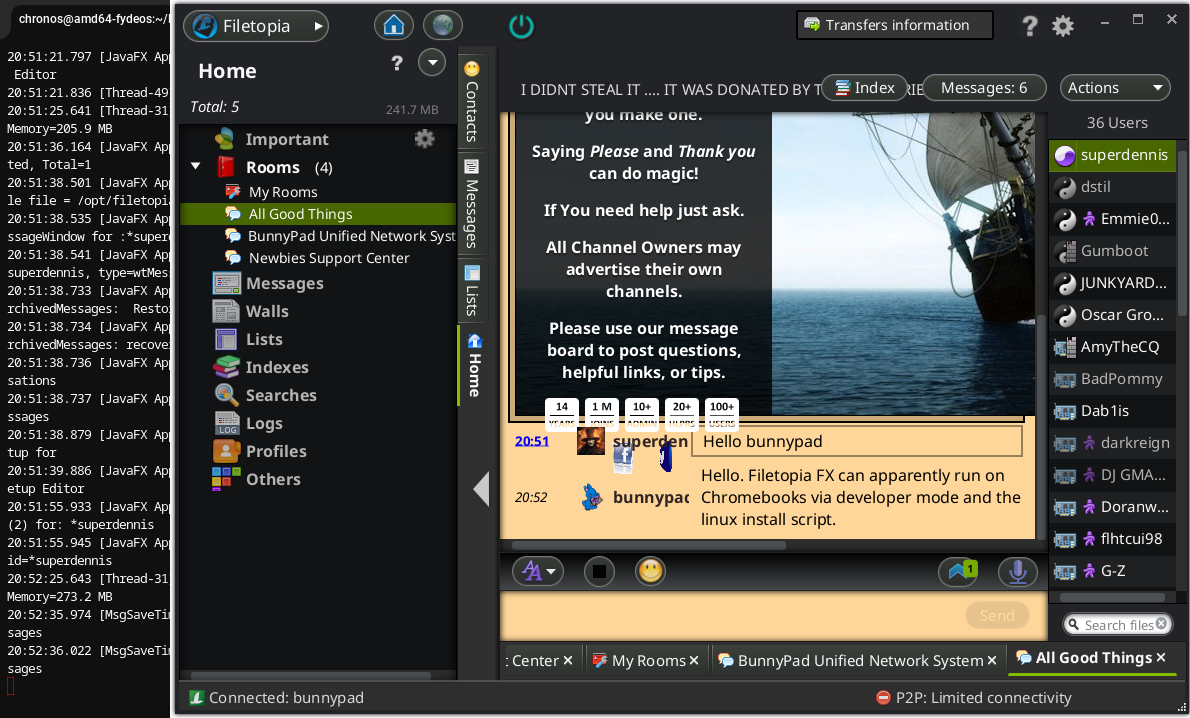 chronos@amd64-fydeos:~/
20:51:21.797 [JavaFX Ap
Editor
20:51:21.836 [Thread-49
20:51:25.641 [Thread-31
Memory=205.9 MB
20:51:36.164 [JavaFX Ap
ted, Total=1
20:51:38.501 [JavaFX Ap
le file = /opt/filetopi
20:51:38.535 [JavaFX Ap
ssageWindow for :*super
20:51:38.541 [JavaFX Ap
superdennis, type=wtMes
20:51:38.733 [JavaFX Ap
rchivedMessages: Resto
20:51:38.734 [JavaFX Ap
rchivedMessages: recove
20:51:38.736 [JavaFX Ap
sations
20:51:38.737 [JavaFX Ap
ssages
20:51:38.879 [JavaFX Ap
tup for
20:51:39.886 [JavaFX Ap
etup Editor
20:51:55.933 [JavaFX Ap
(2) for: *superdennis
20:51:55.945 [JavaFX Ap
id=*superdennis
20:52:25.643 [Thread-31
Memory=273.2 MB
20:52:35.974 [MsgSaveTi
sages
20:52:36.022 [MsgSaveTi
sages
Filetopia
Transfers information
?
Home
?
Total: 5
241.7 MB
Important
Rooms (4)
My Rooms
All Good Things
BunnyPad Unified Network Syst
Newbies Support Center
Messages
Walls
Lists
Indexes
Searches
LOG
Logs
Profiles
Others
Contacts
Messages
Lists
Home
I DIDNT STEAL IT .... IT WAS DONATED BY T
RIE
Index
Messages: 6
Actions
you make one.
Saying Please and Thank you
can do magic!
If You need help just ask.
All Channel Owners may
advertise their own
channels.
Please use our message
board to post questions,
helpful links, or tips.
14
YEARS
1 M
JOINS
10+
ADMIN
20+
HLPRS
100+
USERS
20:51
superden
Hello bunnypad
f
20:52
bunnypad
Hello. Filetopia FX can apparently run on
Chromebooks via developer mode and the
linux install script.
36 Users
superdennis
dstil
Emmie0...
Gumboot
JUNKYARD...
Oscar Gro...
AmyTheCQ
BadPommy
Dab1is
darkreign
DJ GMA...
Doranw...
flhtcui98
G-Z
AA
1
Send
Search files
: Center ×
My Rooms ×
BunnyPad Unified Network System ×
All Good Things ×
Connected: bunnypad
P2P: Limited connectivity